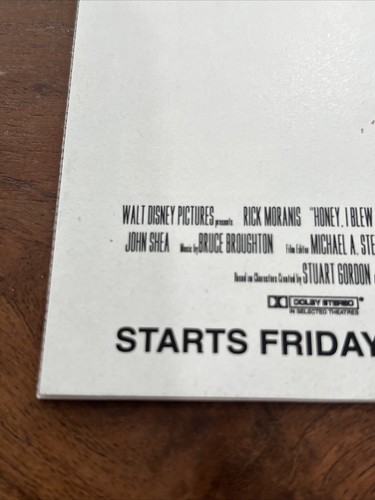 WALT DISNEY PICTURES presents RICK MORANIS "HONEY, I BLEW
JOHN SHEA Music by BRUCE BROUGHTON Film Editor MICHAEL A. STE
Based on Characters Created by STUART GORDON
DOLBY STEREO®
IN SELECTED THEATRES
STARTS FRIDAY